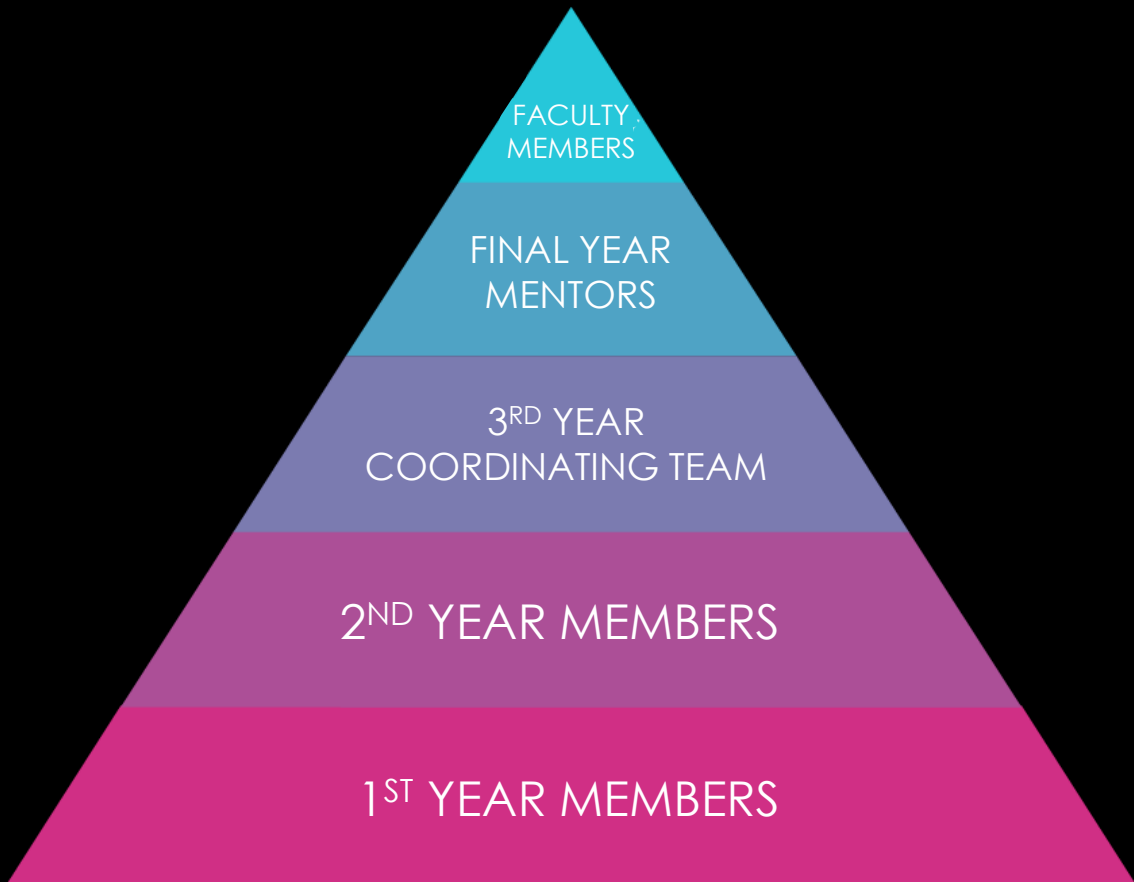 FACULTY
MEMBERS
FINAL YEAR
MENTORS
3RD YEAR
COORDINATING TEAM
2ND YEAR MEMBERS
1ST YEAR MEMBERS